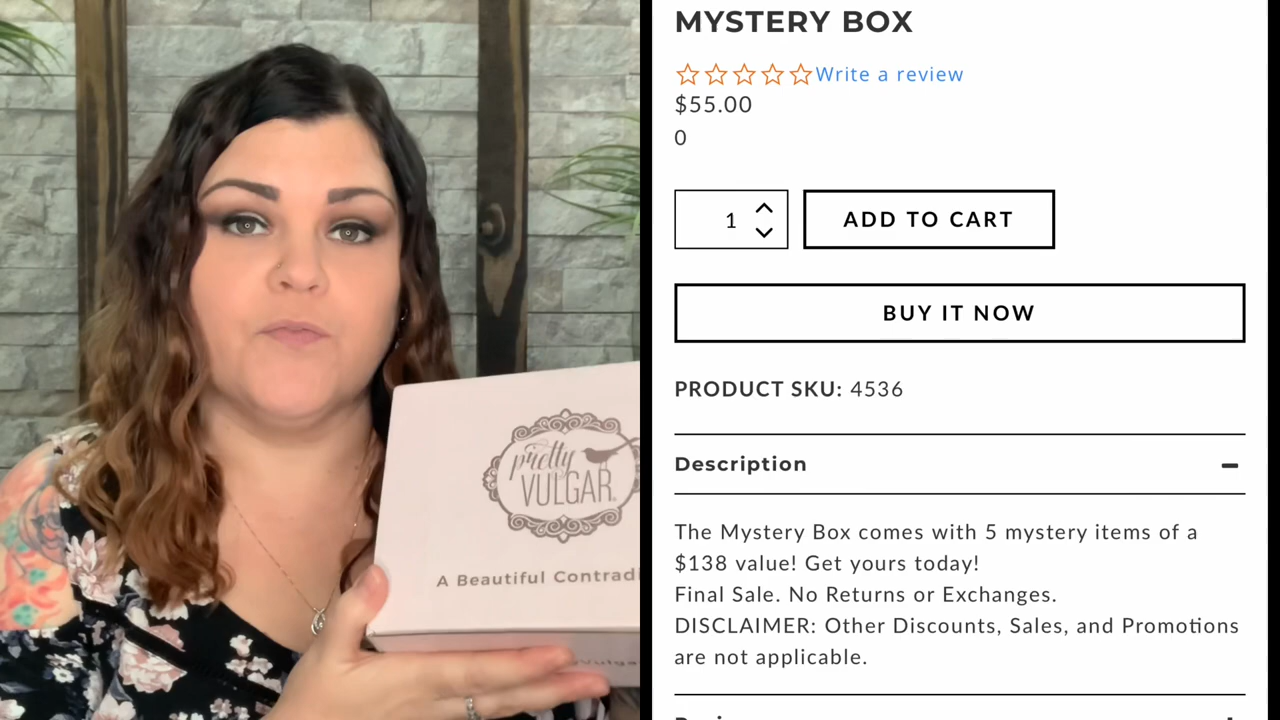 pretty
VULGAR
A Beautiful
MYSTERY BOX
Write a review
$55.00
0
1
ADD TO CART
BUY IT NOW
PRODUCT SKU: 4536
Description
The Mystery Box comes with 5 mystery items of a
$138 value! Get yours today!
Final Sale. No Returns or Exchanges.
DISCLAIMER: Other Discounts, Sales, and Promotions
are not applicable.